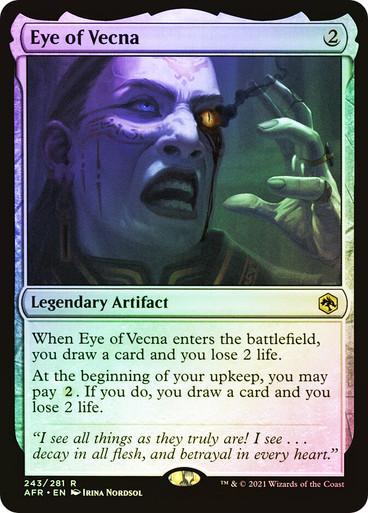 Eye of Vecna 2
Legendary Artifact
When Eye of Vecna enters the battlefield,
you draw a card and you lose 2 life.
At the beginning of your upkeep, you may
pay 2. If you do, you draw a card and you
lose 2 life.
“I see all things as they truly are! I see . . .
decay in all flesh, and betrayal in every heart.”
243/281 R
AFR • EN Irina Nordsol
™ & © 2021 Wizards of the Coast